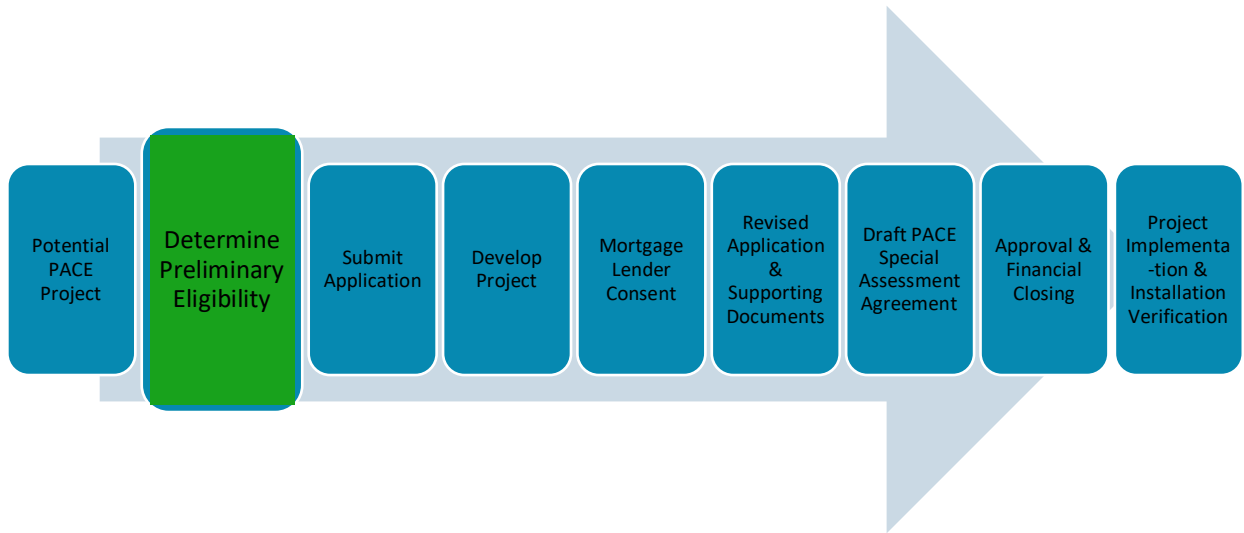 Potential
PACE
Project
Determine
Preliminary
Eligibility
Submit
Application
Develop
Project
Mortgage
Lender
Consent
Revised
Application
&
Supporting
Documents
Draft PACE
Special
Assessment
Agreement
Approval &
Financial
Closing
Project
Implementa
-tion &
Installation
Verification